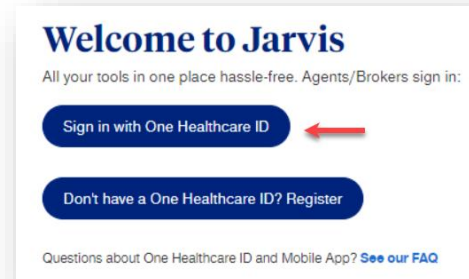 Welcome to Jarvis
All your tools in one place hassle-free. Agents/Brokers sign in:
Sign in with One Healthcare ID
Don't have a One Healthcare ID? Register
Questions about One Healthcare ID and Mobile App? See our FAQ